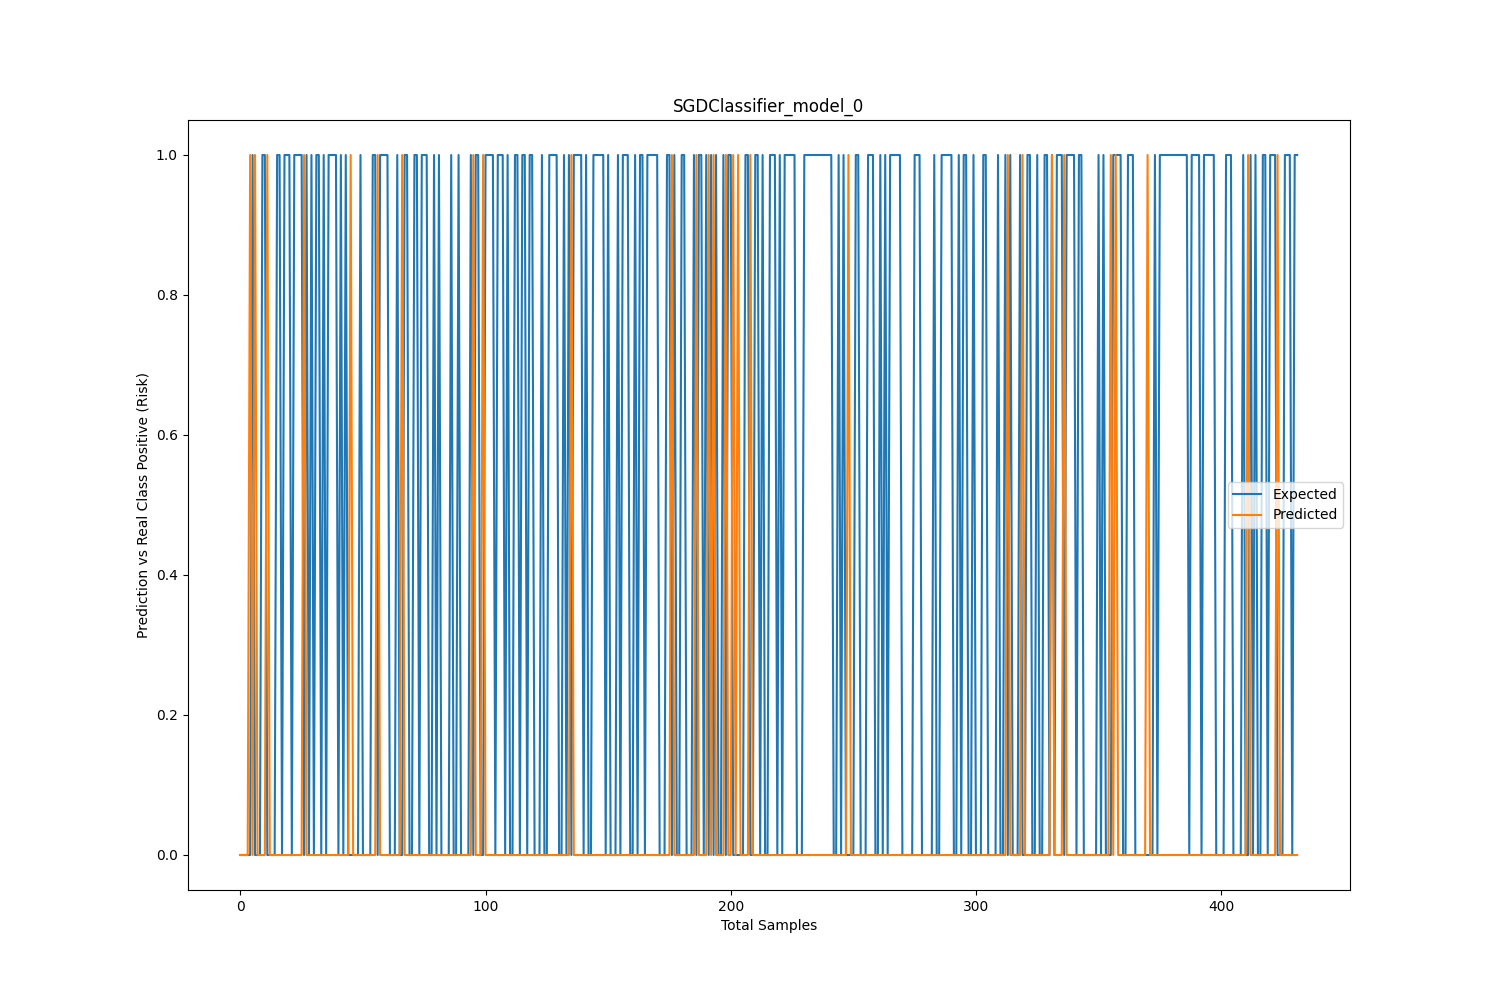 SGDClassifier_model_0
1.0
0.8
0.6
0.4
0.2
0.0
Prediction vs Real Class Positive (Risk)
Expected
Predicted
0 100 200 300 400
Total Samples